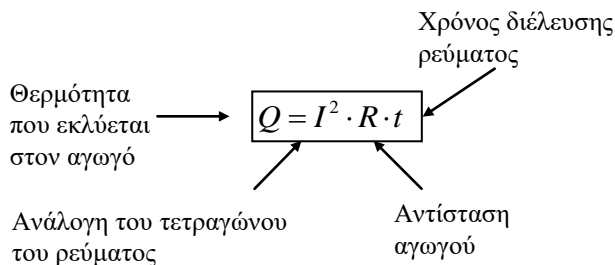 Χρόνος διέλευσης
ρεύματος
Θερμότητα
που εκλύεται
στον αγωγό
Q = I² · R · t
Ανάλογη του τετραγώνου
του ρεύματος
Αντίσταση
αγωγού